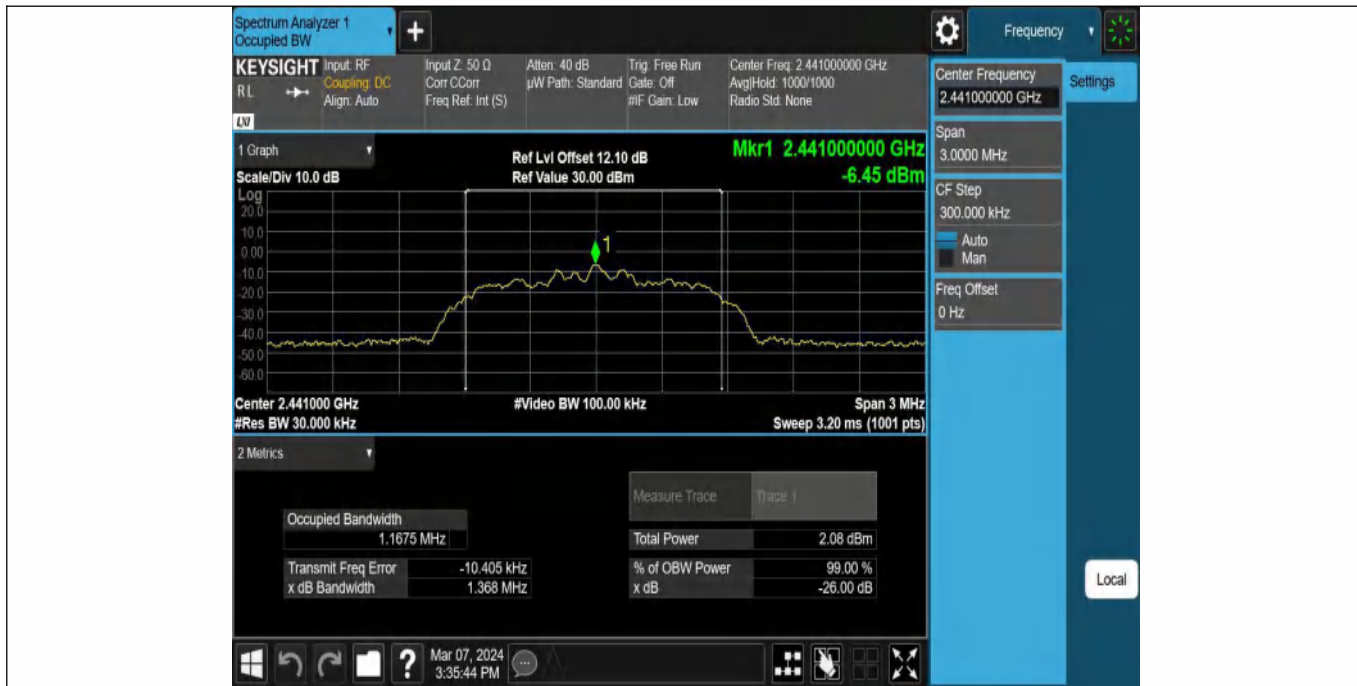 Spectrum Analyzer 1
Occupied BW
Frequency
KEYSIGHT
RL
LXI
Input: RF
Coupling: DC
Align: Auto
Input Z: 50 Ω
Corr CCorr
Freq Ref: Int (S)
Atten: 40 dB
µW Path: Standard
Trig: Free Run
Gate: Off
#IF Gain: Low
Center Freq: 2.441000000 GHz
Avg|Hold: 1000/1000
Radio Std: None
Center Frequency
2.441000000 GHz
Settings
Span
3.0000 MHz
CF Step
300.000 kHz
Auto
Man
Freq Offset
0 Hz
Local
1 Graph
Scale/Div 10.0 dB
Ref Lvl Offset 12.10 dB
Ref Value 30.00 dBm
Mkr1 2.441000000 GHz
-6.45 dBm
Log
20.0
10.0
0.00
-10.0
-20.0
-30.0
-40.0
-50.0
-60.0
1
Center 2.441000 GHz
#Res BW 30.000 kHz
#Video BW 100.00 kHz
Span 3 MHz
Sweep 3.20 ms (1001 pts)
2 Metrics
Measure Trace Trace 1
Occupied Bandwidth
1.1675 MHz
Total Power 2.08 dBm
Transmit Freq Error -10.405 kHz
% of OBW Power 99.00 %
x dB Bandwidth 1.368 MHz
x dB -26.00 dB
?
Mar 07, 2024
3:35:44 PM